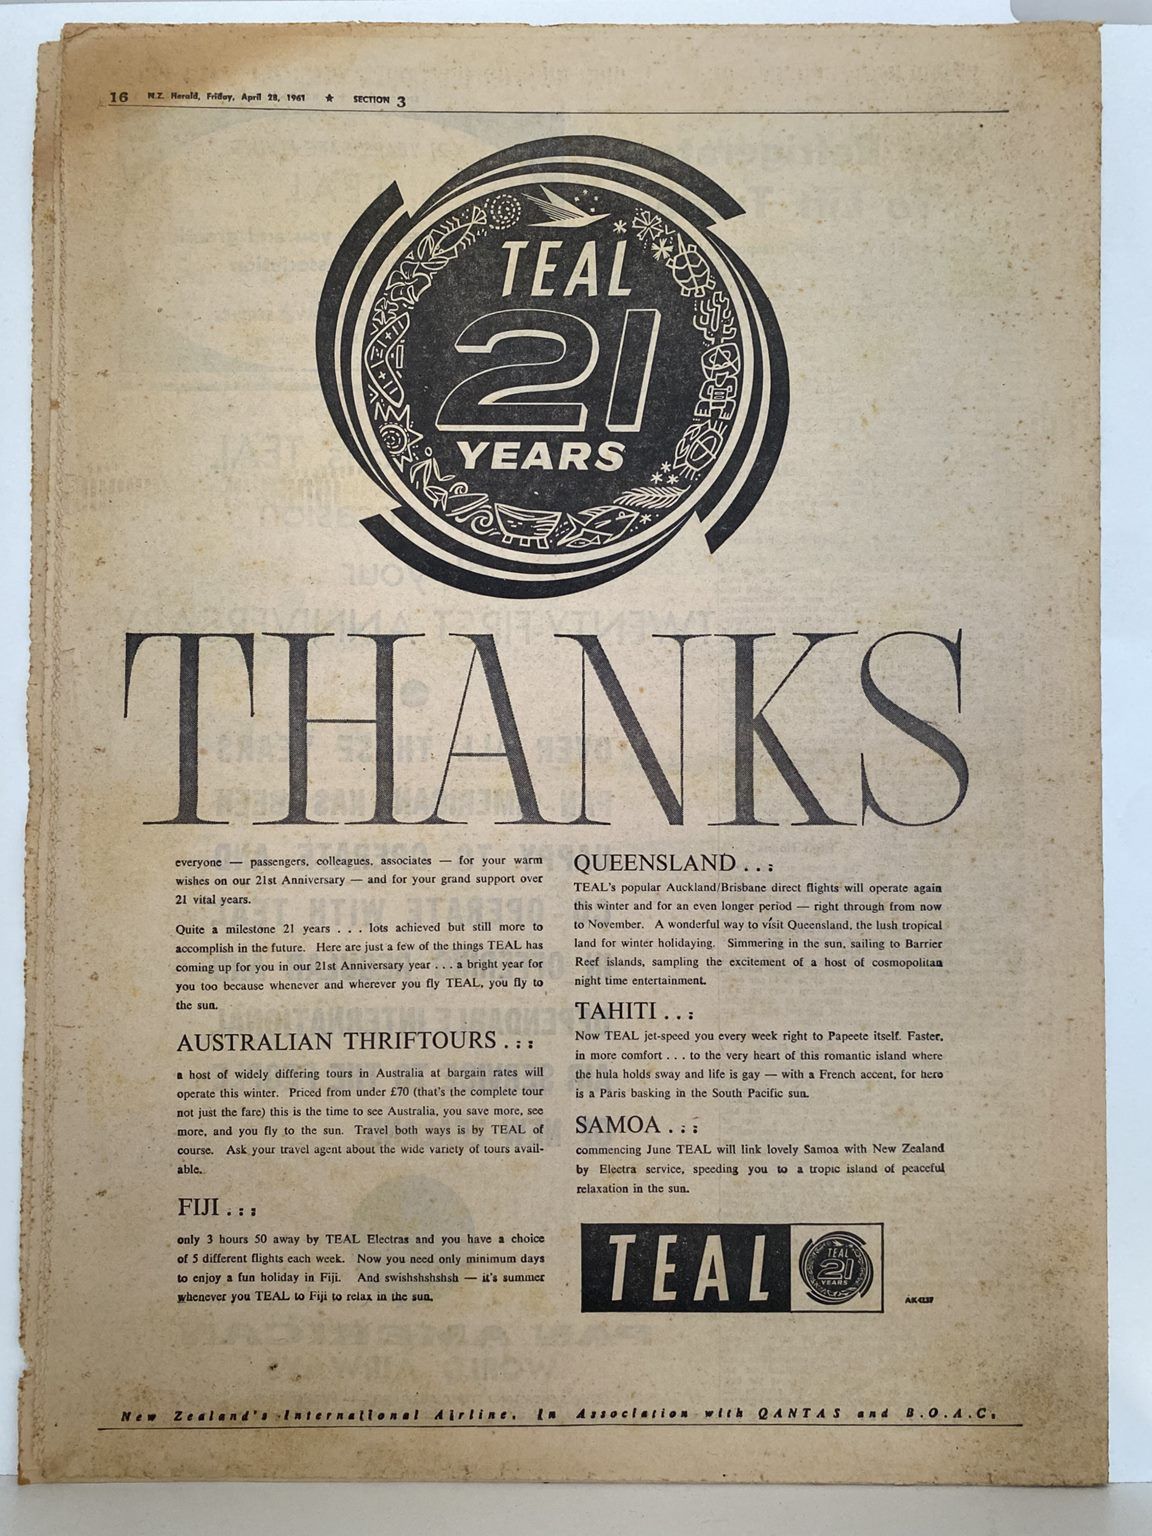 16 N.Z. Herald, Friday, April 28, 1961 ★ SECTION 3
TEAL
21
YEARS
THANKS
everyone — passengers, colleagues, associates — for your warm
wishes on our 21st Anniversary — and for your grand support over
21 vital years.
Quite a milestone 21 years . . . lots achieved but still more to
accomplish in the future. Here are just a few of the things TEAL has
coming up for you in our 21st Anniversary year . . . a bright year for
you too because whenever and wherever you fly TEAL, you fly to
the sun.
AUSTRALIAN THRIFTOURS . . .
a host of widely differing tours in Australia at bargain rates will
operate this winter. Priced from under £70 (that's the complete tour
not just the fare) this is the time to see Australia, you save more, see
more, and you fly to the sun. Travel both ways is by TEAL of
course. Ask your travel agent about the wide variety of tours avail-
able.
FIJI . . .
only 3 hours 50 away by TEAL Electras and you have a choice
of 5 different flights each week. Now you need only minimum days
to enjoy a fun holiday in Fiji. And swishshshshsh — it's summer
whenever you TEAL to Fiji to relax in the sun.
QUEENSLAND . . .
TEAL's popular Auckland/Brisbane direct flights will operate again
this winter and for an even longer period — right through from now
to November. A wonderful way to visit Queensland, the lush tropical
land for winter holidaying. Simmering in the sun, sailing to Barrier
Reef islands, sampling the excitement of a host of cosmopolitan
night time entertainment.
TAHITI . . .
Now TEAL jet-speed you every week right to Papeete itself. Faster,
in more comfort . . . to the very heart of this romantic island where
the hula holds sway and life is gay — with a French accent, for here
is a Paris basking in the South Pacific sun.
SAMOA . . .
commencing June TEAL will link lovely Samoa with New Zealand
by Electra service, speeding you to a tropic island of peaceful
relaxation in the sun.
TEAL
TEAL
21
YEARS
New Zealand's International Airline, In Association with QANTAS and B.O.A.C.